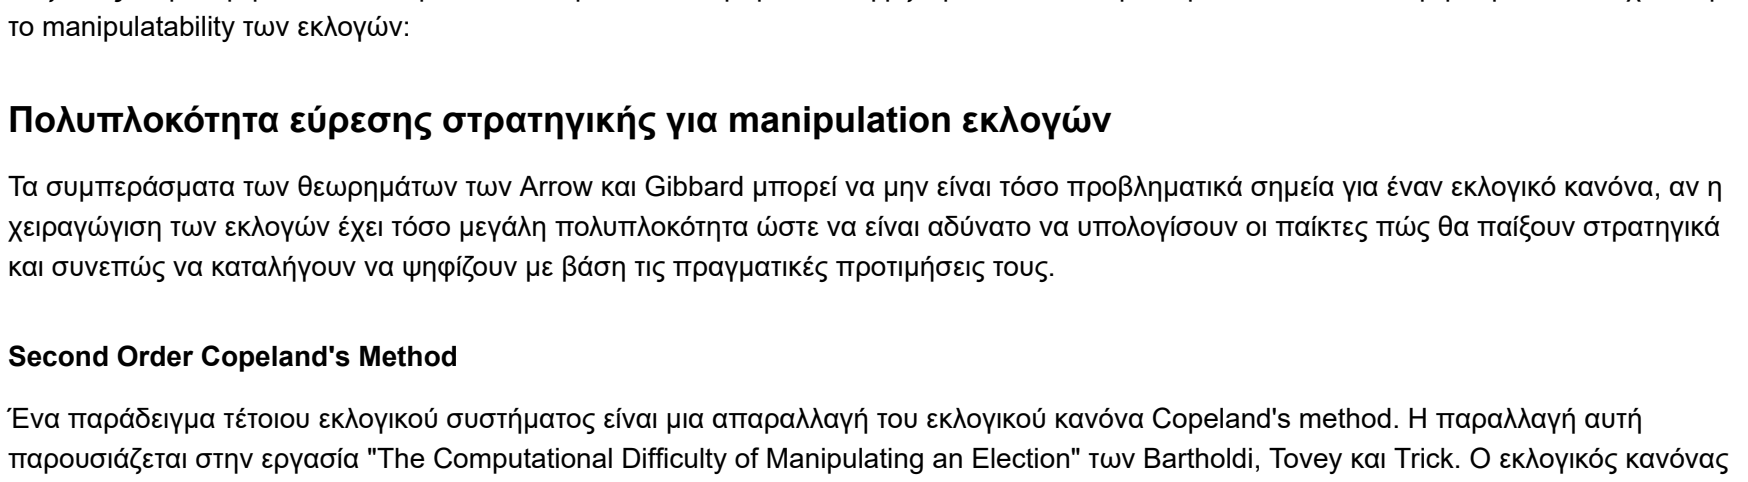 το manipulatability των εκλογών:
Πολυπλοκότητα εύρεσης στρατηγικής για manipulation εκλογών
Τα συμπεράσματα των θεωρημάτων των Arrow και Gibbard μπορεί να μην είναι τόσο προβληματικά σημεία για έναν εκλογικό κανόνα, αν η
χειραγώγιση των εκλογών έχει τόσο μεγάλη πολυπλοκότητα ώστε να είναι αδύνατο να υπολογίσουν οι παίκτες πώς θα παίξουν στρατηγικά
και συνεπώς να καταλήγουν να ψηφίζουν με βάση τις πραγματικές προτιμήσεις τους.
Second Order Copeland's Method
Ένα παράδειγμα τέτοιου εκλογικού συστήματος είναι μια απαραλλαγή του εκλογικού κανόνα Copeland's method. Η παραλλαγή αυτή
παρουσιάζεται στην εργασία "The Computational Difficulty of Manipulating an Election" των Bartholdi, Tovey και Trick. Ο εκλογικός κανόνας